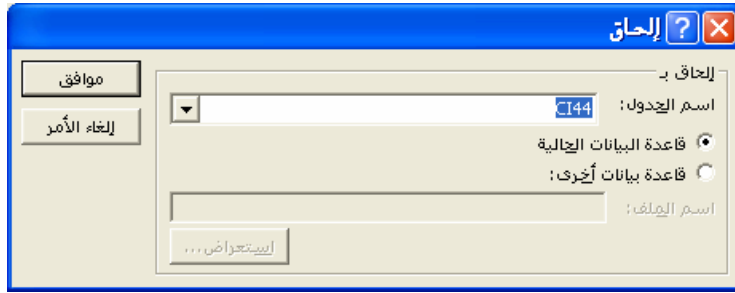 إلحاق
إلحاق بـ
اسم الجدول:
CI44
قاعدة البيانات الحالية
قاعدة بيانات أخرى:
اسم الملف:
استعراض...
موافق
إلغاء الأمر